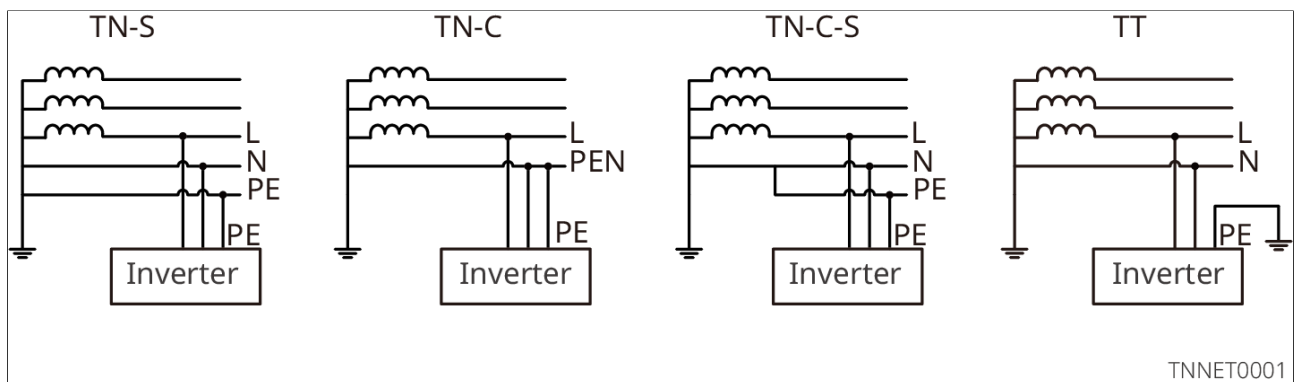 TN-S
TN-C
TN-C-S
TT
L
N
PE
PE
Inverter
L
PEN
PE
Inverter
L
N
PE
PE
Inverter
L
N
PE
Inverter
TNNET0001